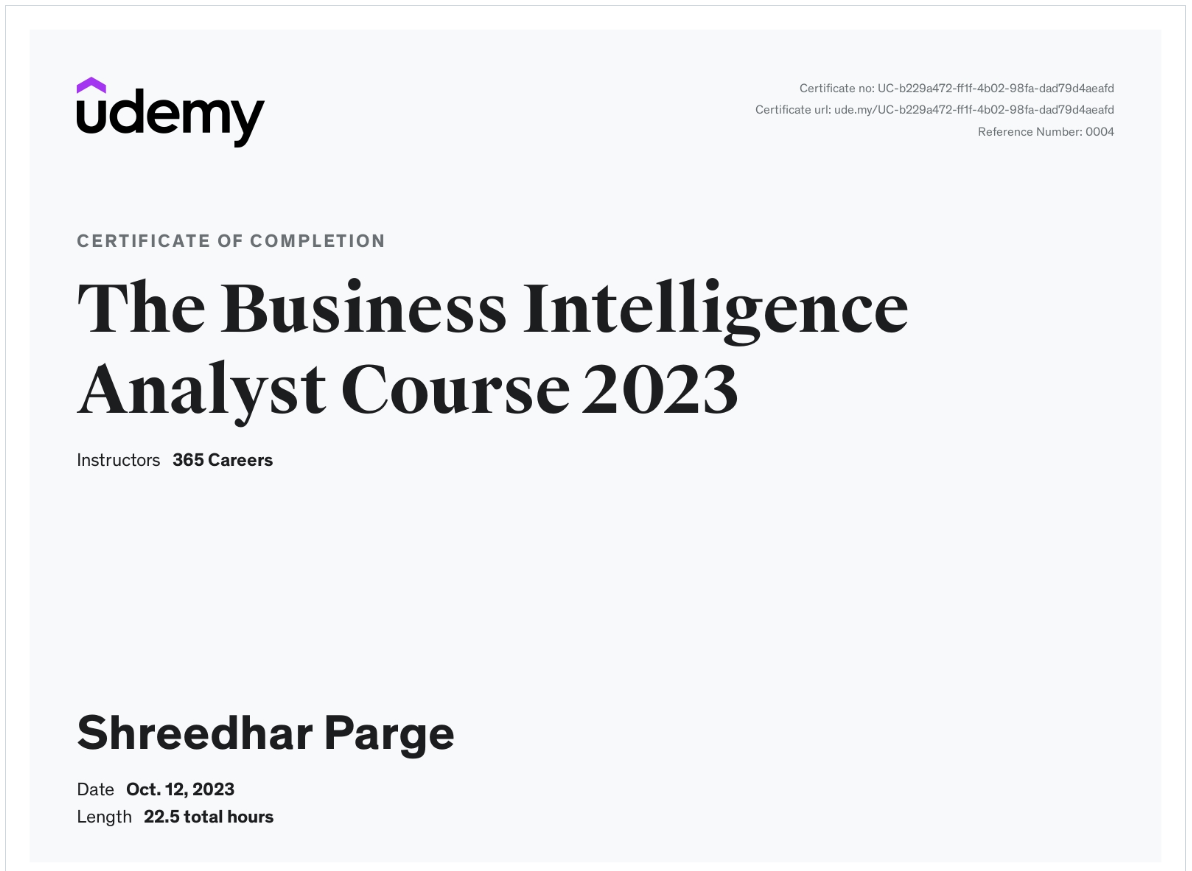 udemy
Certificate no: UC-b229a472-ff1f-4b02-98fa-dad79d4aeafd
Certificate url: ude.my/UC-b229a472-ff1f-4b02-98fa-dad79d4aeafd
Reference Number: 0004
CERTIFICATE OF COMPLETION
The Business Intelligence
Analyst Course 2023
Instructors 365 Careers
Shreedhar Parge
Date Oct. 12, 2023
Length 22.5 total hours